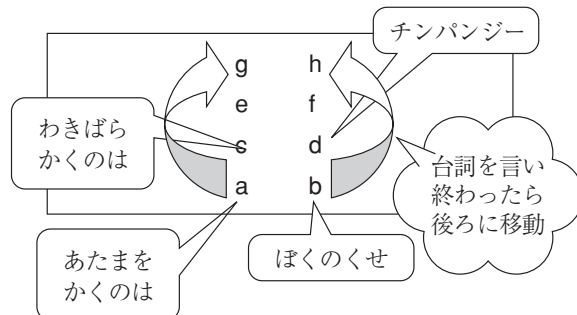 チンパンジー
g h
e f
わきばら
かくのは
c d
台詞を言い
終わったら
後ろに移動
a b
あたまを
かくのは
ぼくのくせ